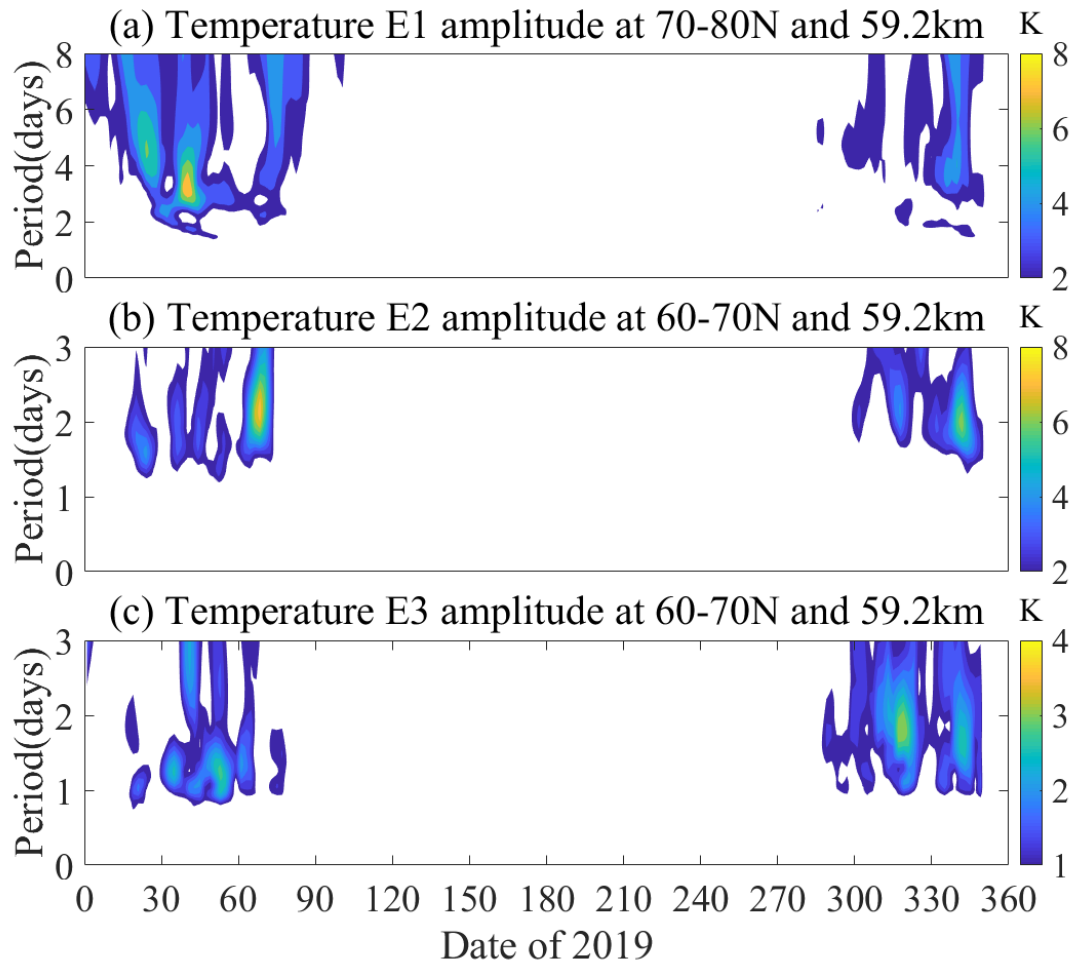 (a) Temperature E1 amplitude at 70-80N and 59.2km
K
Period(days)
8
6
4
2
0
8
6
4
2
(b) Temperature E2 amplitude at 60-70N and 59.2km
K
Period(days)
3
2
1
0
8
6
4
2
(c) Temperature E3 amplitude at 60-70N and 59.2km
K
Period(days)
3
2
1
0
4
3
2
1
0 30 60 90 120 150 180 210 240 270 300 330 360
Date of 2019